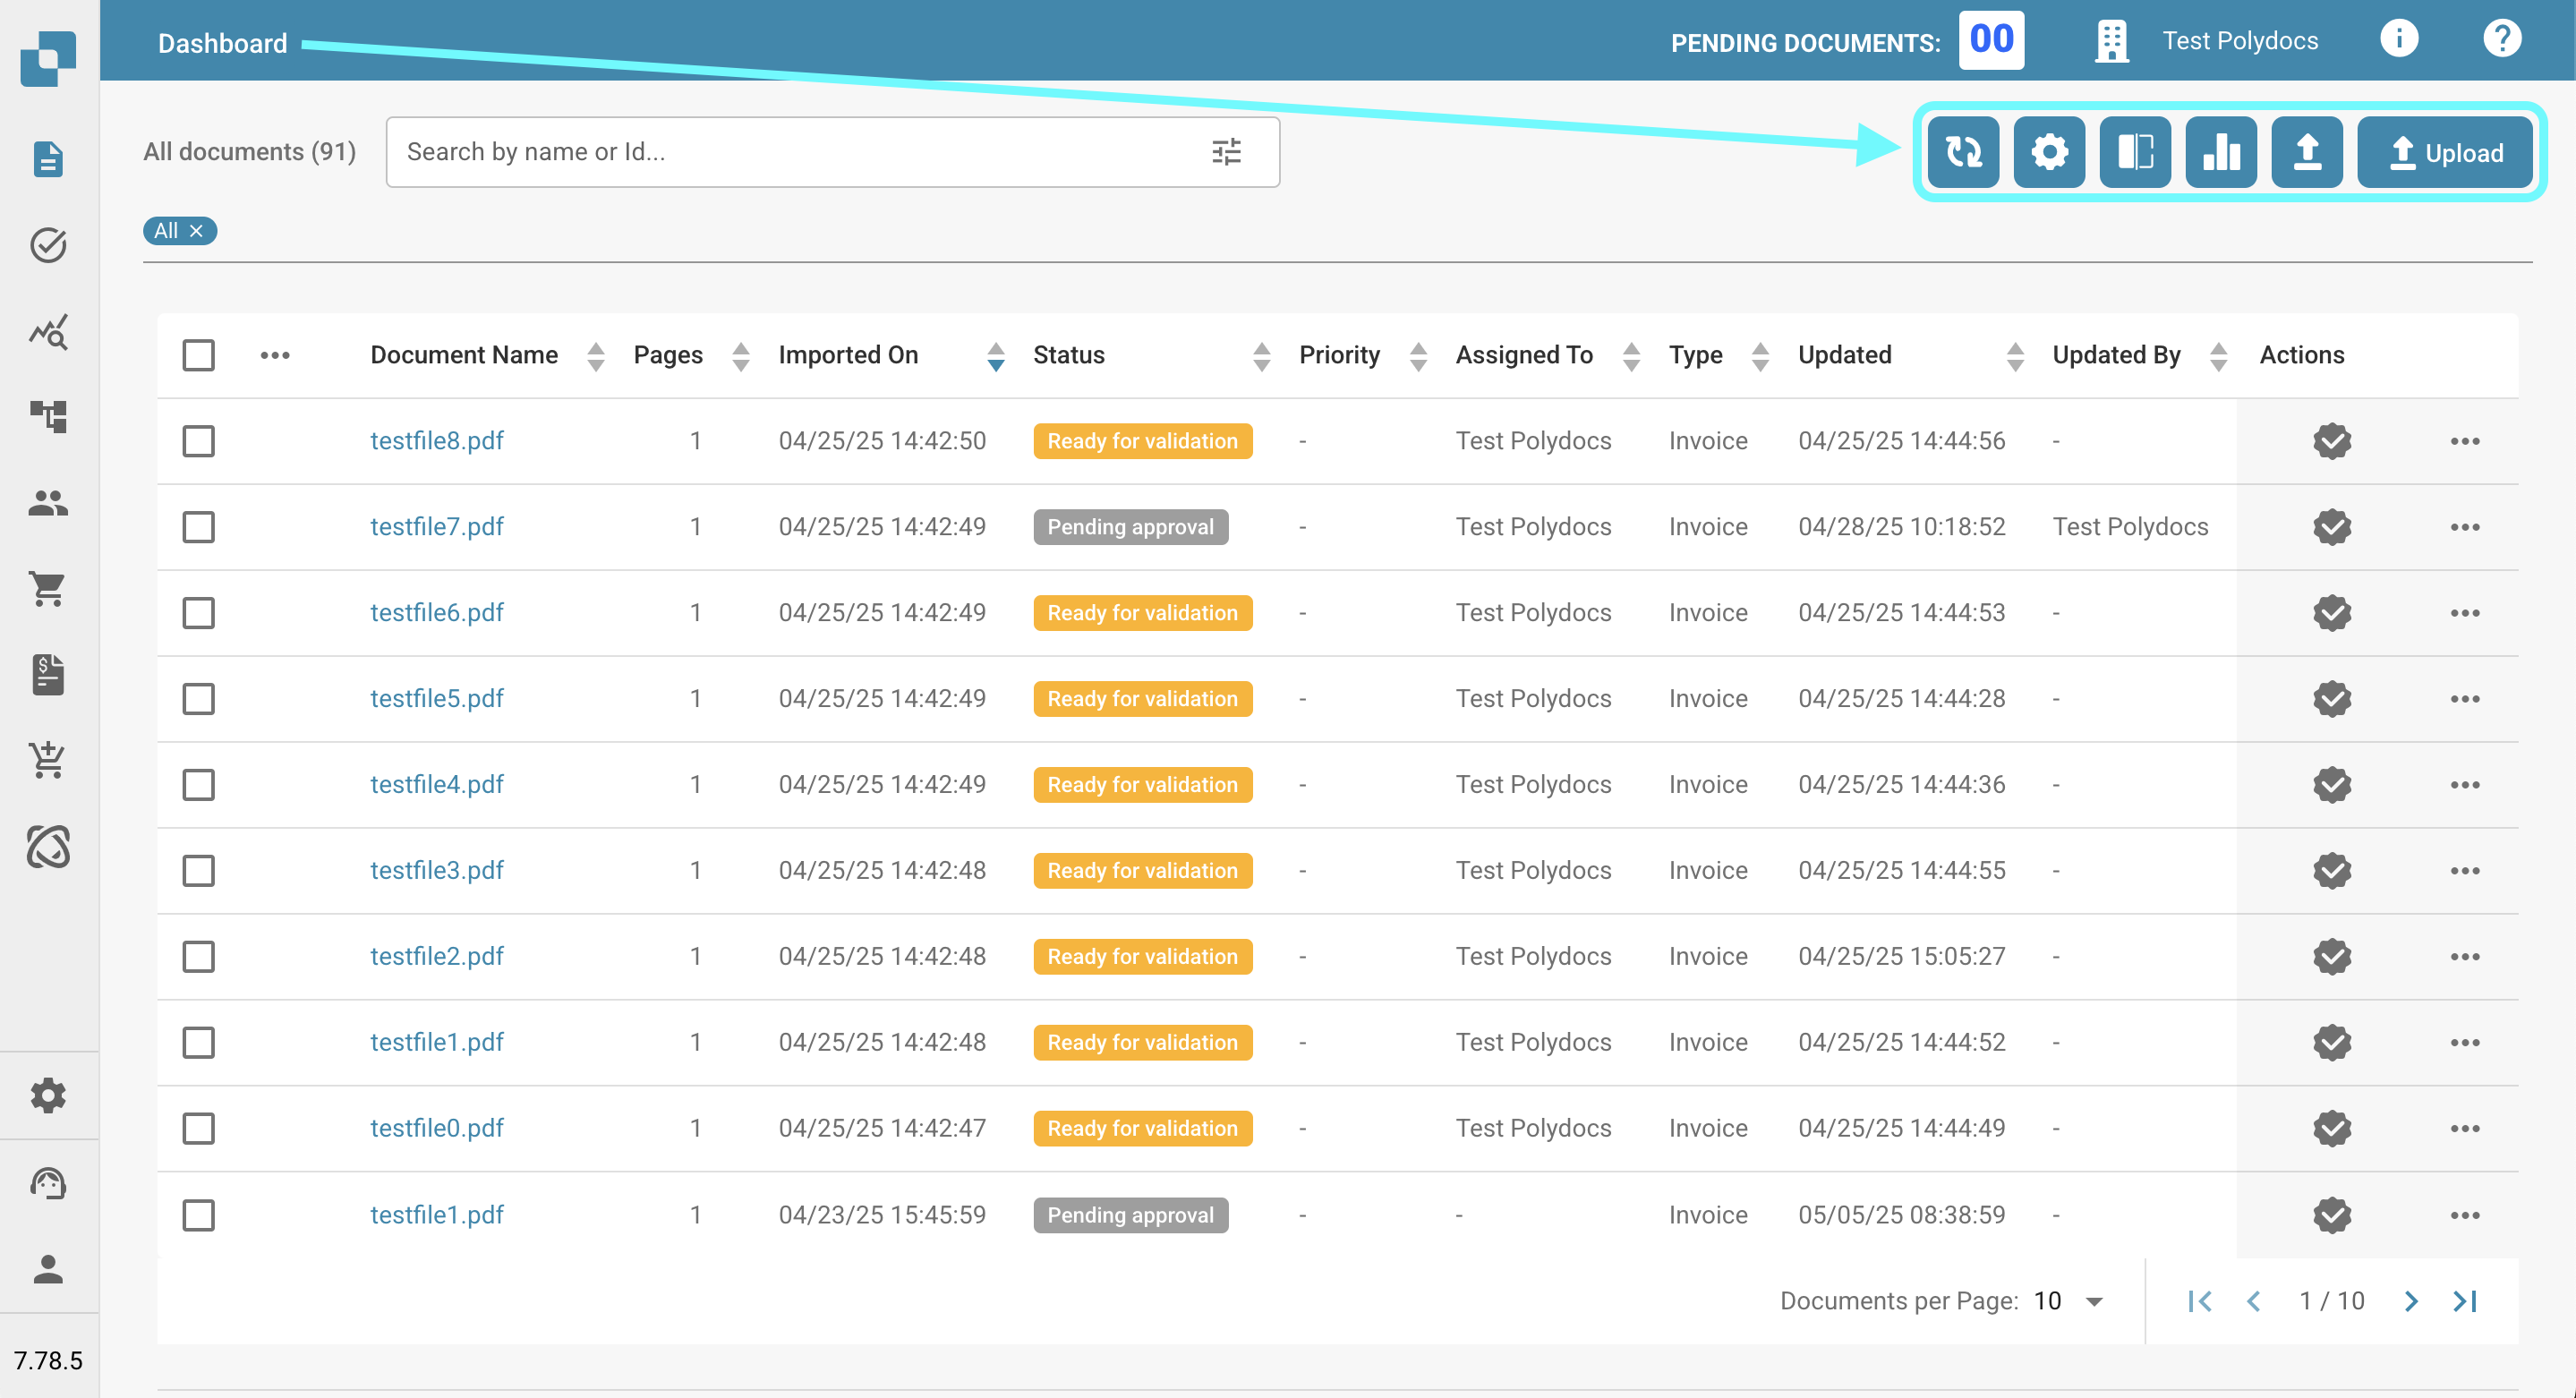 Dashboard PENDING DOCUMENTS: 00 Test Polydocs
All documents (91) Search by name or Id... Upload
All
Document Name Pages Imported On Status Priority Assigned To Type Updated Updated By Actions
testfile8.pdf 1 04/25/25 14:42:50 Ready for validation - Test Polydocs Invoice 04/25/25 14:44:56 -
testfile7.pdf 1 04/25/25 14:42:49 Pending approval - Test Polydocs Invoice 04/28/25 10:18:52 Test Polydocs
testfile6.pdf 1 04/25/25 14:42:49 Ready for validation - Test Polydocs Invoice 04/25/25 14:44:53 -
testfile5.pdf 1 04/25/25 14:42:49 Ready for validation - Test Polydocs Invoice 04/25/25 14:44:28 -
testfile4.pdf 1 04/25/25 14:42:49 Ready for validation - Test Polydocs Invoice 04/25/25 14:44:36 -
testfile3.pdf 1 04/25/25 14:42:48 Ready for validation - Test Polydocs Invoice 04/25/25 14:44:55 -
testfile2.pdf 1 04/25/25 14:42:48 Ready for validation - Test Polydocs Invoice 04/25/25 15:05:27 -
testfile1.pdf 1 04/25/25 14:42:48 Ready for validation - Test Polydocs Invoice 04/25/25 14:44:52 -
testfile0.pdf 1 04/25/25 14:42:47 Ready for validation - Test Polydocs Invoice 04/25/25 14:44:49 -
testfile1.pdf 1 04/23/25 15:45:59 Pending approval - - Invoice 05/05/25 08:38:59 -
Documents per Page: 10 1 / 10
7.78.5